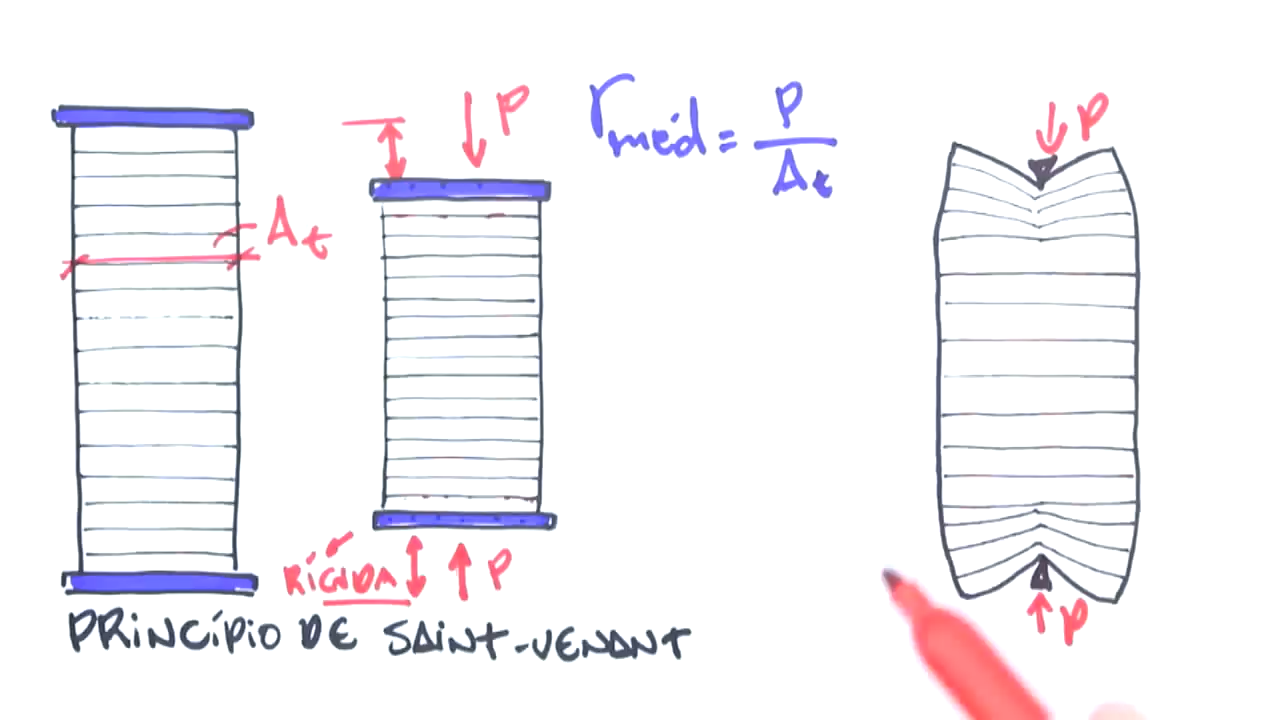 P
σméd = P / At
At
P
RÍGIDA
P
P
PRINCÍPIO DE SAINT-VENANT